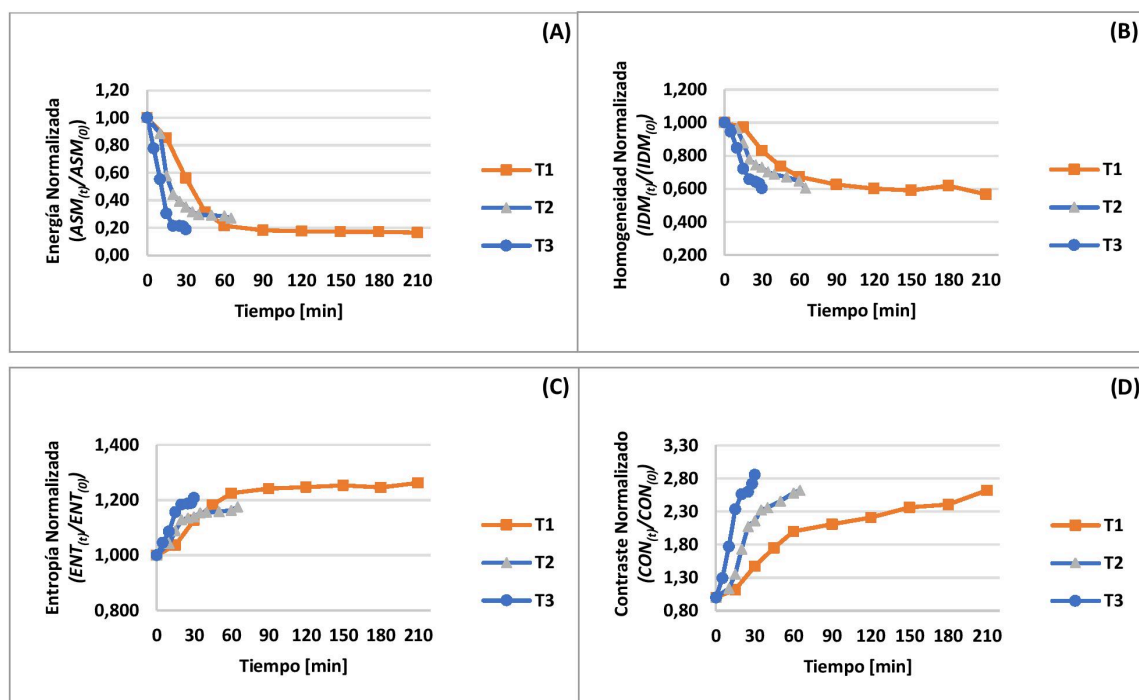 (A)
Energía Normalizada
(ASM(t)/ASM(0))
1,20
1,00
0,80
0,60
0,40
0,20
0,00
0 30 60 90 120 150 180 210
Tiempo [min]
T1
T2
T3
(B)
Homogeneidad Normalizada
(IDM(t)/(IDM(0))
1,200
1,000
0,800
0,600
0,400
0,200
0 30 60 90 120 150 180 210
Tiempo [min]
T1
T2
T3
(C)
Entropía Normalizada
(ENT(t)/ENT(0))
1,400
1,200
1,000
0,800
0 30 60 90 120 150 180 210
Tiempo [min]
T1
T2
T3
(D)
Contraste Normalizado
(CON(t)/CON(0))
3,30
2,80
2,30
1,80
1,30
0,80
0 30 60 90 120 150 180 210
Tiempo [min]
T1
T2
T3